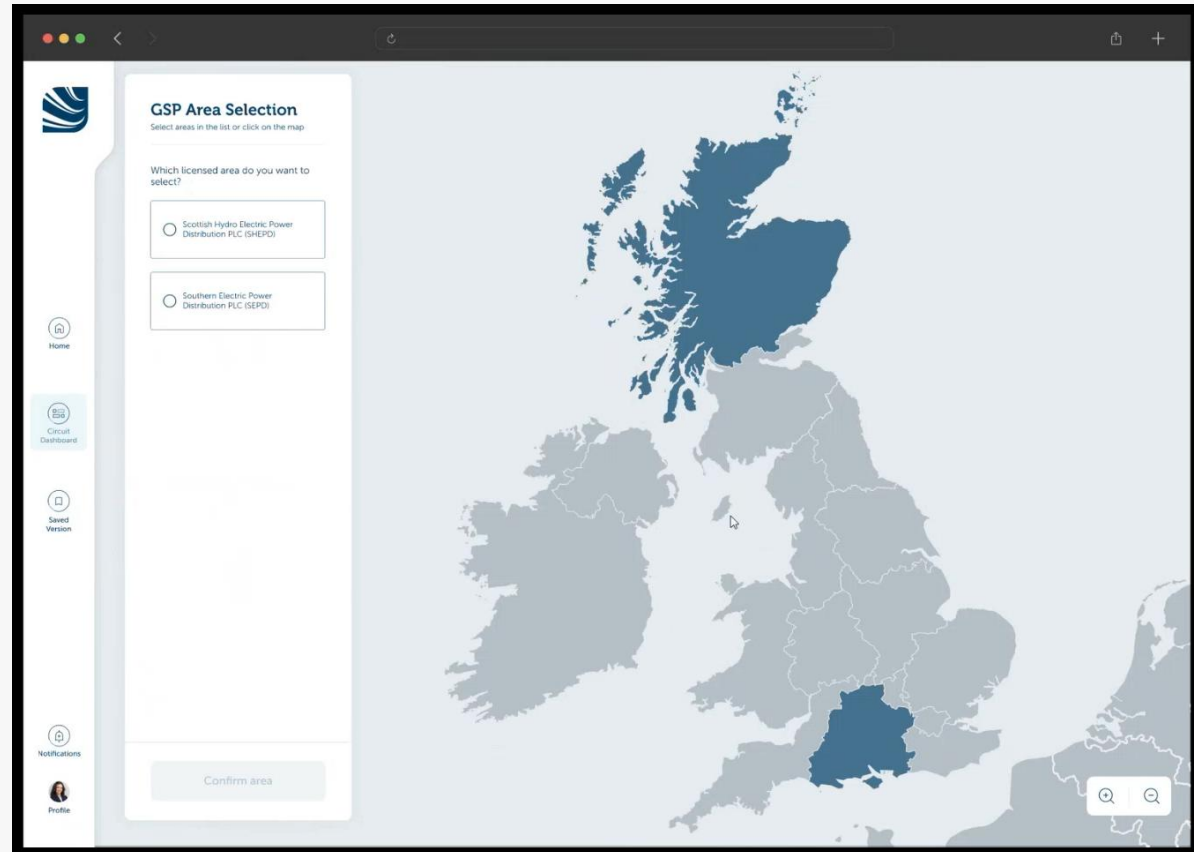 GSP Area Selection
Select areas in the list or click on the map
Which licensed area do you want to
select?
Scottish Hydro Electric Power
Distribution PLC (SHEPD)
Southern Electric Power
Distribution PLC (SEPD)
Home
Circuit
Dashboard
Saved
Version
Notifications
Profile
Confirm area